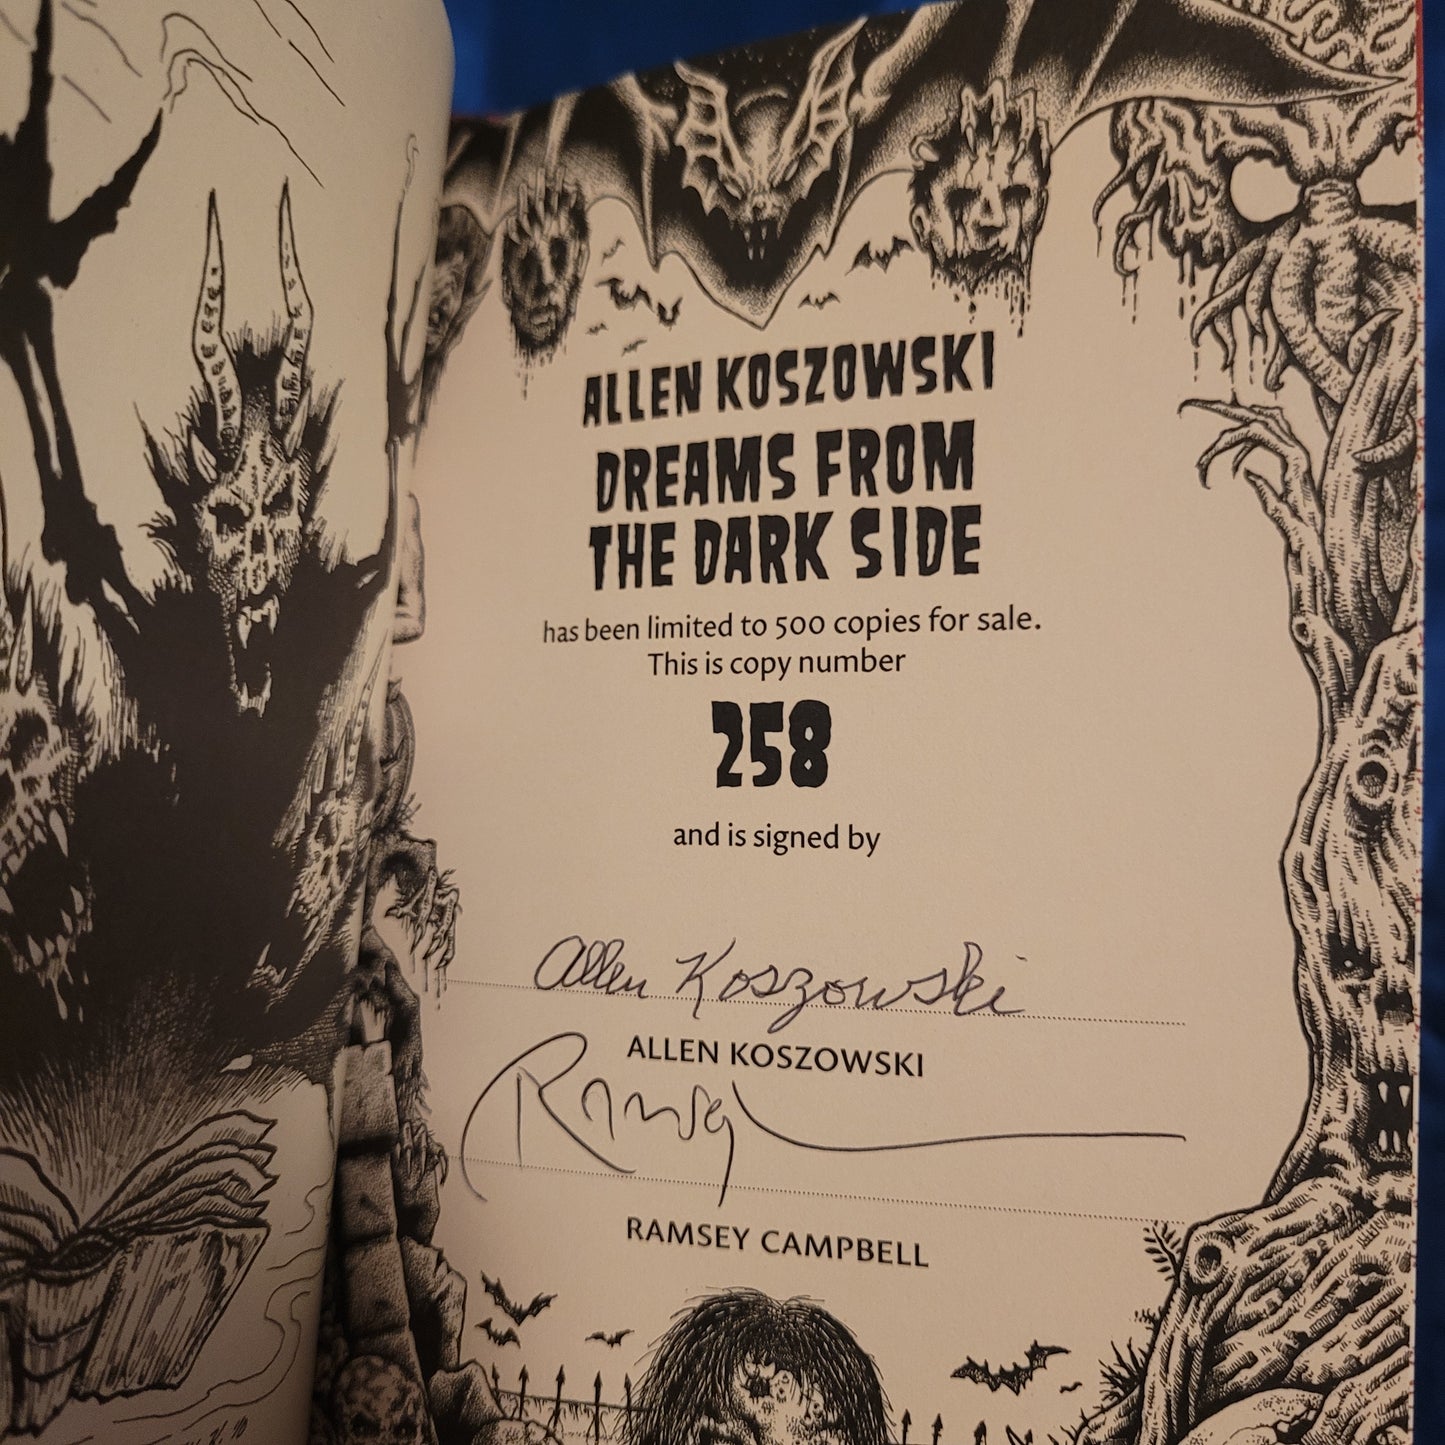 ALLEN KOSZOWSKI
DREAMS FROM
THE DARK SIDE
has been limited to 500 copies for sale.
This is copy number
258
and is signed by
Allen Koszowski
ALLEN KOSZOWSKI
Ramsey
RAMSEY CAMPBELL